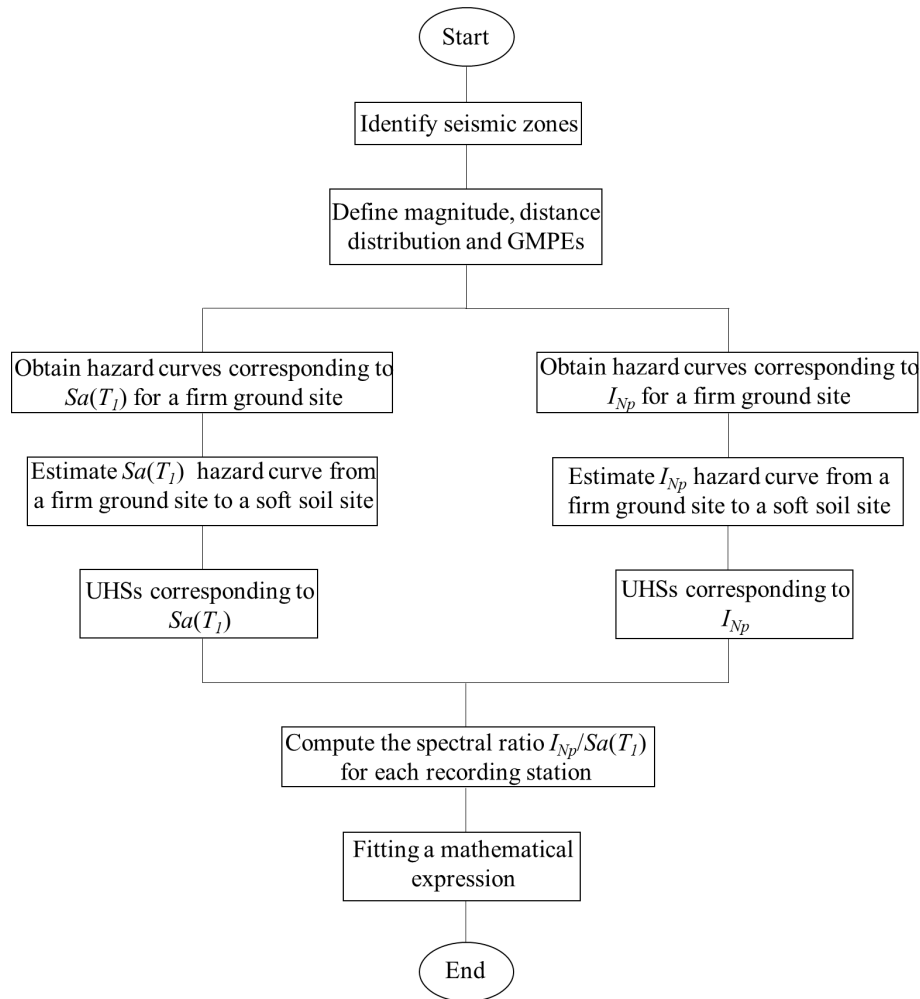 Start
Identify seismic zones
Define magnitude, distance
distribution and GMPEs
Obtain hazard curves corresponding to
Sa(T1) for a firm ground site
Estimate Sa(T1) hazard curve from
a firm ground site to a soft soil site
UHSs corresponding to
Sa(T1)
Obtain hazard curves corresponding to
INp for a firm ground site
Estimate INp hazard curve from a
firm ground site to a soft soil site
UHSs corresponding to
INp
Compute the spectral ratio INp/Sa(T1)
for each recording station
Fitting a mathematical
expression
End